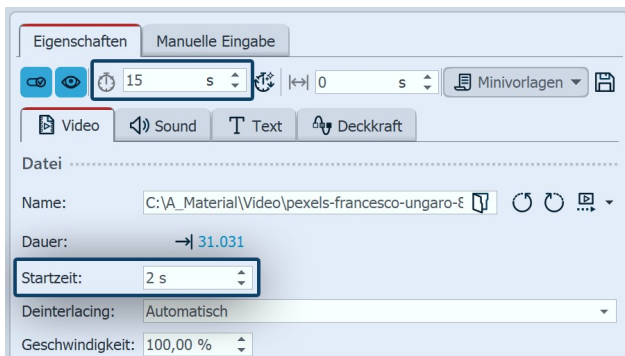 Eigenschaften Manuelle Eingabe
15 s 0 s Minivorlagen
Video Sound Text Deckkraft
Datei
Name: C:\A_Material\Video\pexels-francesco-ungaro-8
Dauer: 31.031
Startzeit: 2 s
Deinterlacing: Automatisch
Geschwindigkeit: 100,00 %